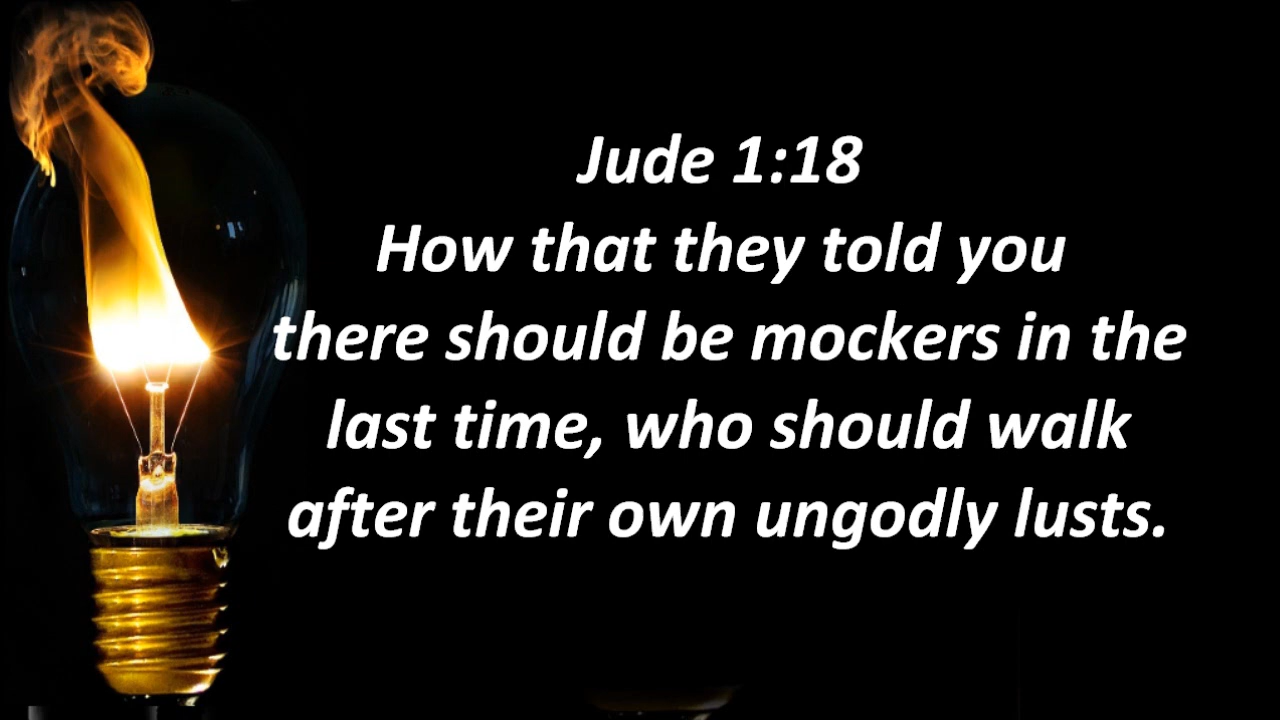 Jude 1:18
How that they told you
there should be mockers in the
last time, who should walk
after their own ungodly lusts.